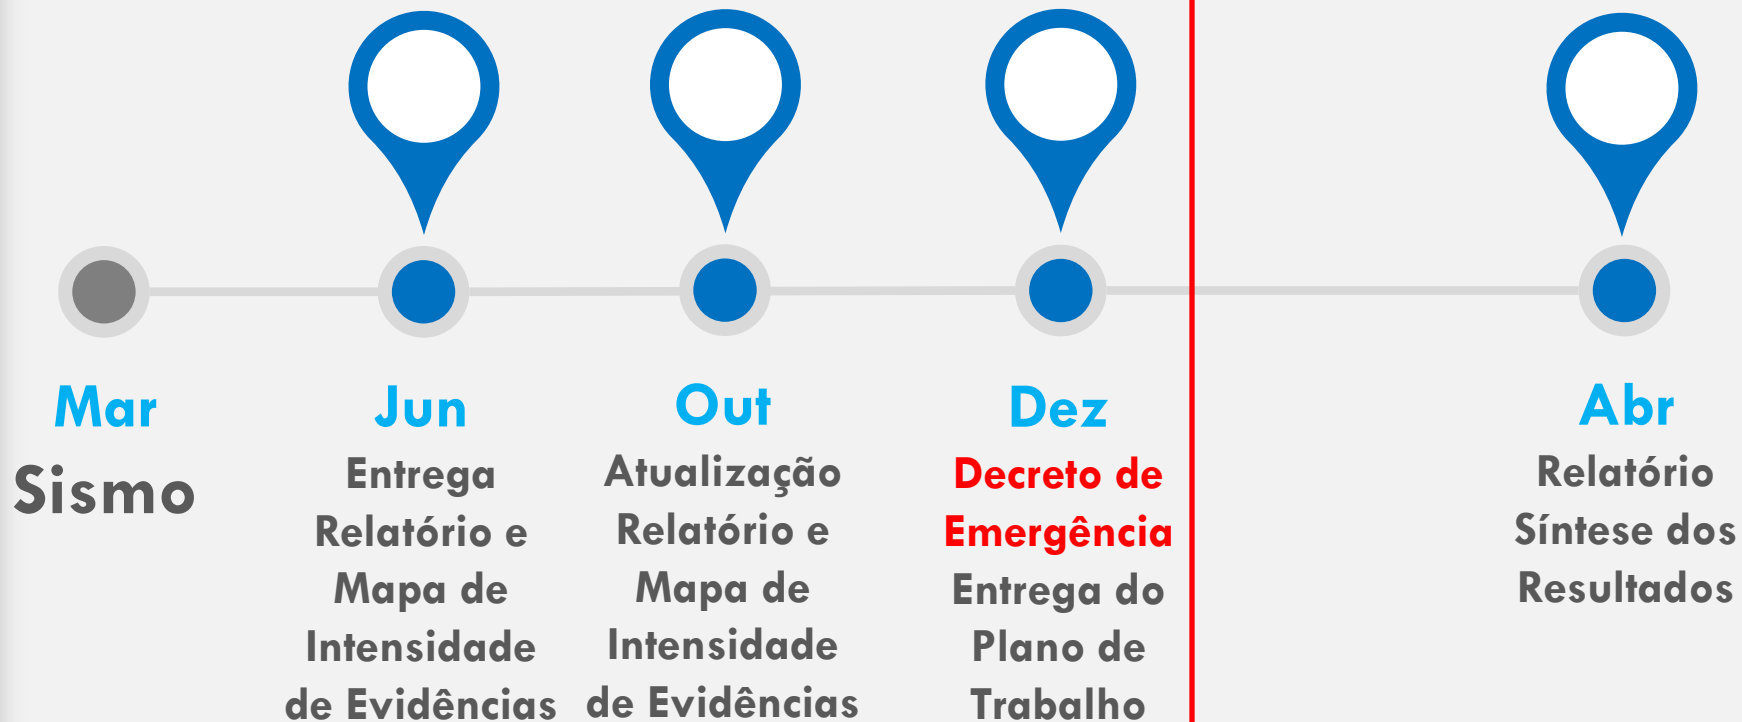 Mar
Sismo
Jun
Entrega
Relatório e
Mapa de
Intensidade
de Evidências
Out
Atualização
Relatório e
Mapa de
Intensidade
de Evidências
Dez
Decreto de
Emergência
Entrega do
Plano de
Trabalho
Abr
Relatório
Síntese dos
Resultados